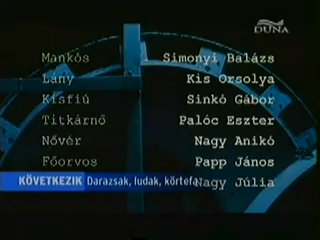 DUNA
Mankós Simonyi Balázs
Lány Kis Orsolya
Kisfiú Sinkó Gábor
Titkárnő Palóc Eszter
Nővér Nagy Anikó
Főorvos Papp János
KÖVETKEZIK Darazsak, ludak, körtefa
Nagy Júlia